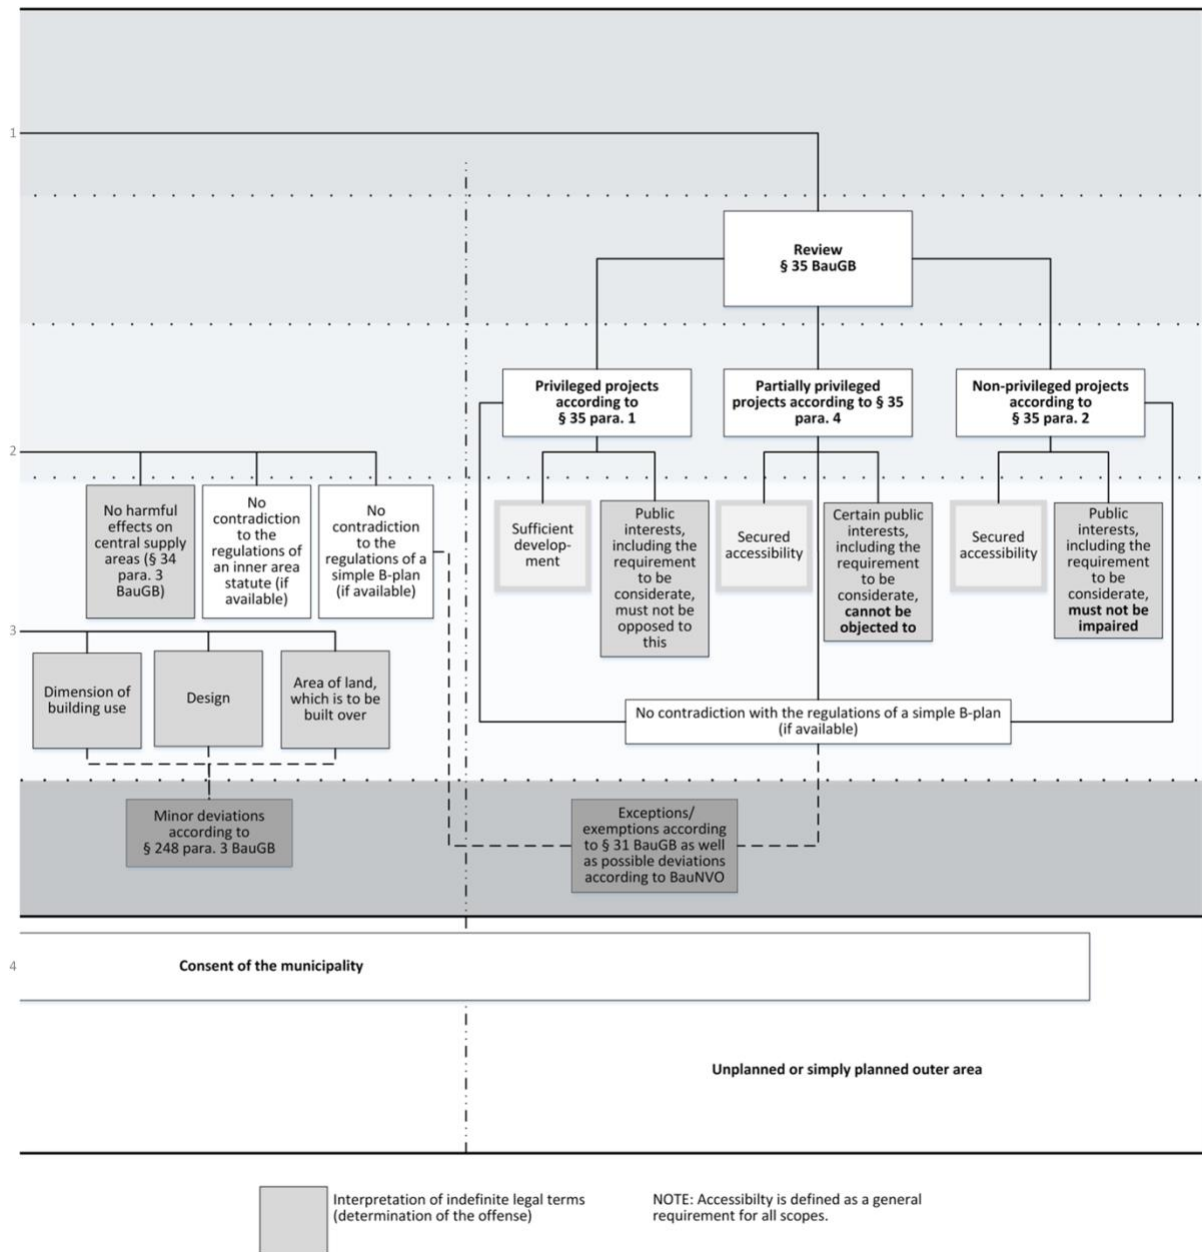 1
Review
§ 35 BauGB
Privileged projects
according to
§ 35 para. 1
Partially privileged
projects according to § 35
para. 4
Non-privileged projects
according to
§ 35 para. 2
2
No harmful
effects on
central supply
areas (§ 34
para. 3
BauGB)
No
contradiction
to the
regulations of
an inner area
statute (if
available)
No
contradiction
to the
regulations of a
simple B-plan
(if available)
Sufficient
develop-
ment
Public
interests,
including the
requirement
to be
considerate,
must not be
opposed to
this
Secured
accessibility
Certain public
interests,
including the
requirement
to be
considerate,
cannot be
objected to
Secured
accessibility
Public
interests,
including the
requirement
to be
considerate,
must not be
impaired
3
Dimension of
building use
Design
Area of land,
which is to be
built over
No contradiction with the regulations of a simple B-plan
(if available)
Minor deviations
according to
§ 248 para. 3 BauGB
Exceptions/
exemptions according
to § 31 BauGB as well
as possible deviations
according to BauNVO
4
Consent of the municipality
Unplanned or simply planned outer area
Interpretation of indefinite legal terms
(determination of the offense)
NOTE: Accessibilty is defined as a general
requirement for all scopes.